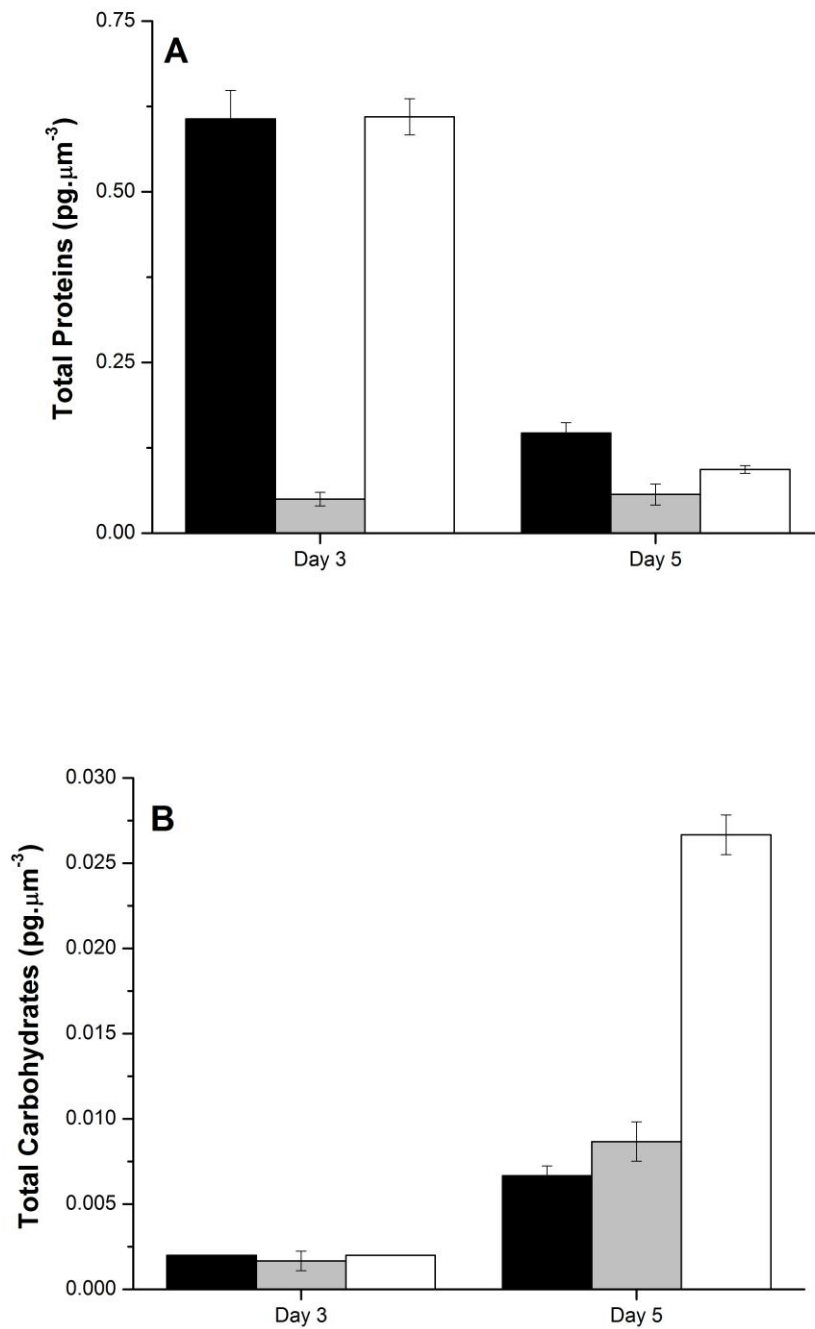 A
Total Proteins (pg.μm⁻³)
0.75
0.50
0.25
0.00
Day 3
Day 5
B
Total Carbohydrates (pg.μm⁻³)
0.030
0.025
0.020
0.015
0.010
0.005
0.000
Day 3
Day 5